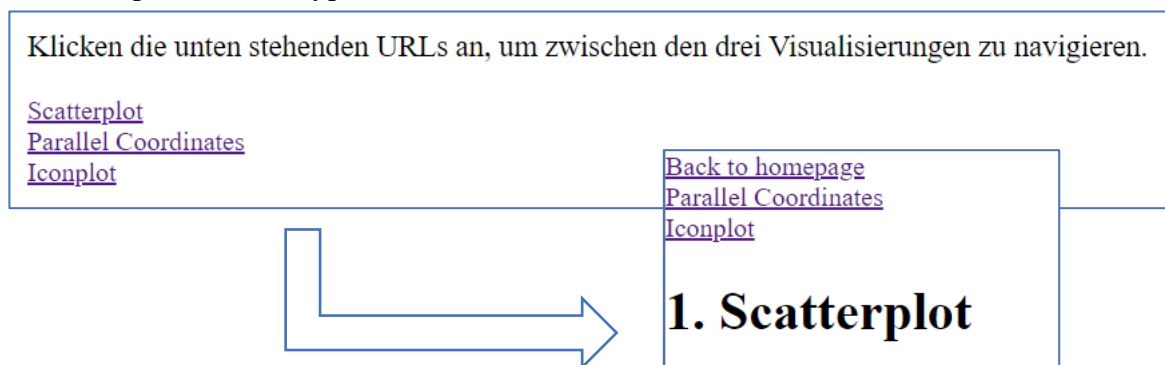 Klicken die unten stehenden URLs an, um zwischen den drei Visualisierungen zu navigieren.
Scatterplot
Parallel Coordinates
Iconplot
Back to homepage
Parallel Coordinates
Iconplot
1. Scatterplot